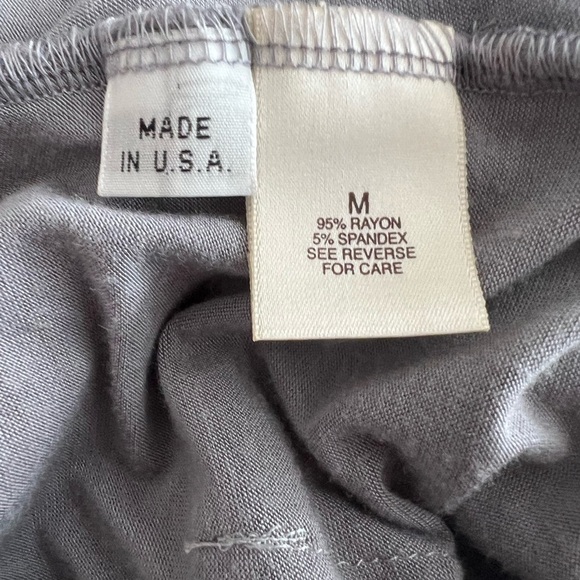 MADE
IN U.S.A.
M
95% RAYON
5% SPANDEX
SEE REVERSE
FOR CARE